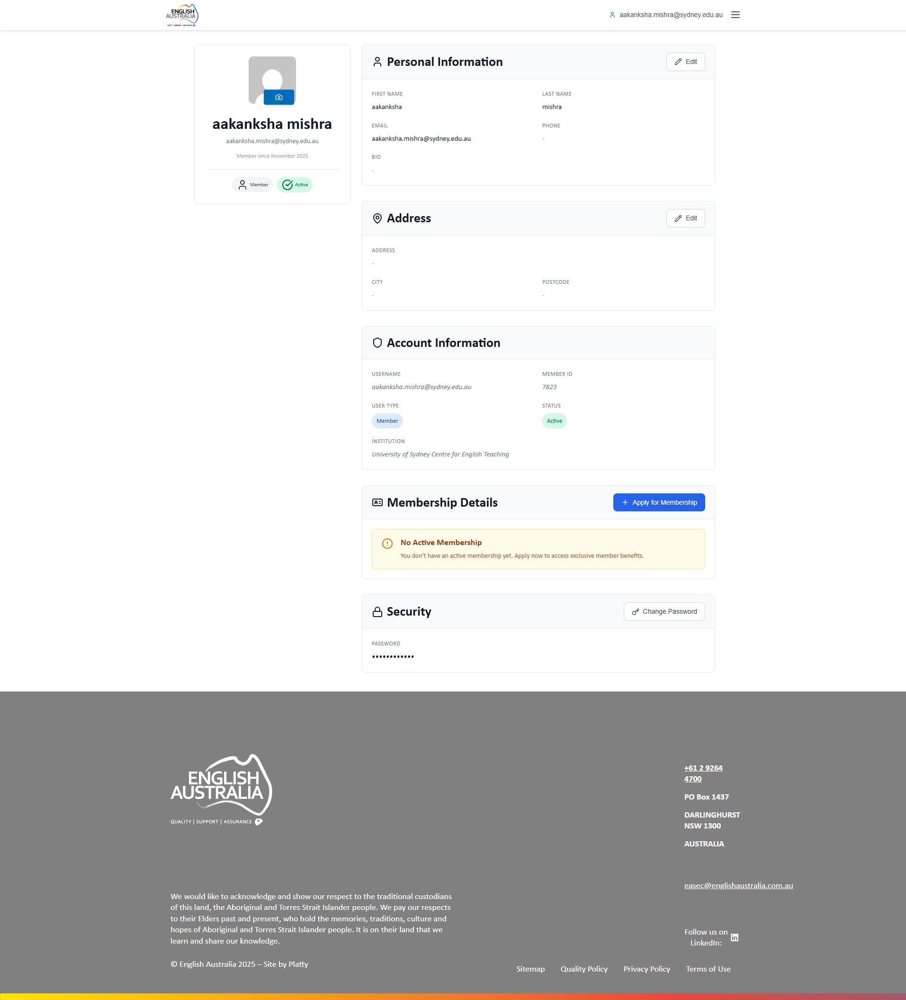 ENGLISH
AUSTRALIA
QUALITY | SUPPORT | ASSURANCE
aakanksha.mishra@sydney.edu.au
aakanksha mishra
aakanksha.mishra@sydney.edu.au
Member since November 2025
Member
Active
Personal Information
Edit
FIRST NAME
aakanksha
LAST NAME
mishra
EMAIL
aakanksha.mishra@sydney.edu.au
PHONE
-
BIO
-
Address
Edit
ADDRESS
-
CITY
-
POSTCODE
-
Account Information
USERNAME
aakanksha.mishra@sydney.edu.au
MEMBER ID
7823
USER TYPE
Member
STATUS
Active
INSTITUTION
University of Sydney Centre for English Teaching
Membership Details
Apply for Membership
No Active Membership
You don't have an active membership yet. Apply now to access exclusive member benefits.
Security
Change Password
PASSWORD
••••••••••••
ENGLISH
AUSTRALIA
QUALITY | SUPPORT | ASSURANCE
+61 2 9264
4700
PO Box 1437
DARLINGHURST
NSW 1300
AUSTRALIA
easec@englishaustralia.com.au
We would like to acknowledge and show our respect to the traditional custodians
of this land, the Aboriginal and Torres Strait Islander people. We pay our respects
to their Elders past and present, who hold the memories, traditions, culture and
hopes of Aboriginal and Torres Strait Islander people. It is on their land that we
learn and share our knowledge.
Follow us on
LinkedIn:
© English Australia 2025 – Site by Platty
Sitemap
Quality Policy
Privacy Policy
Terms of Use